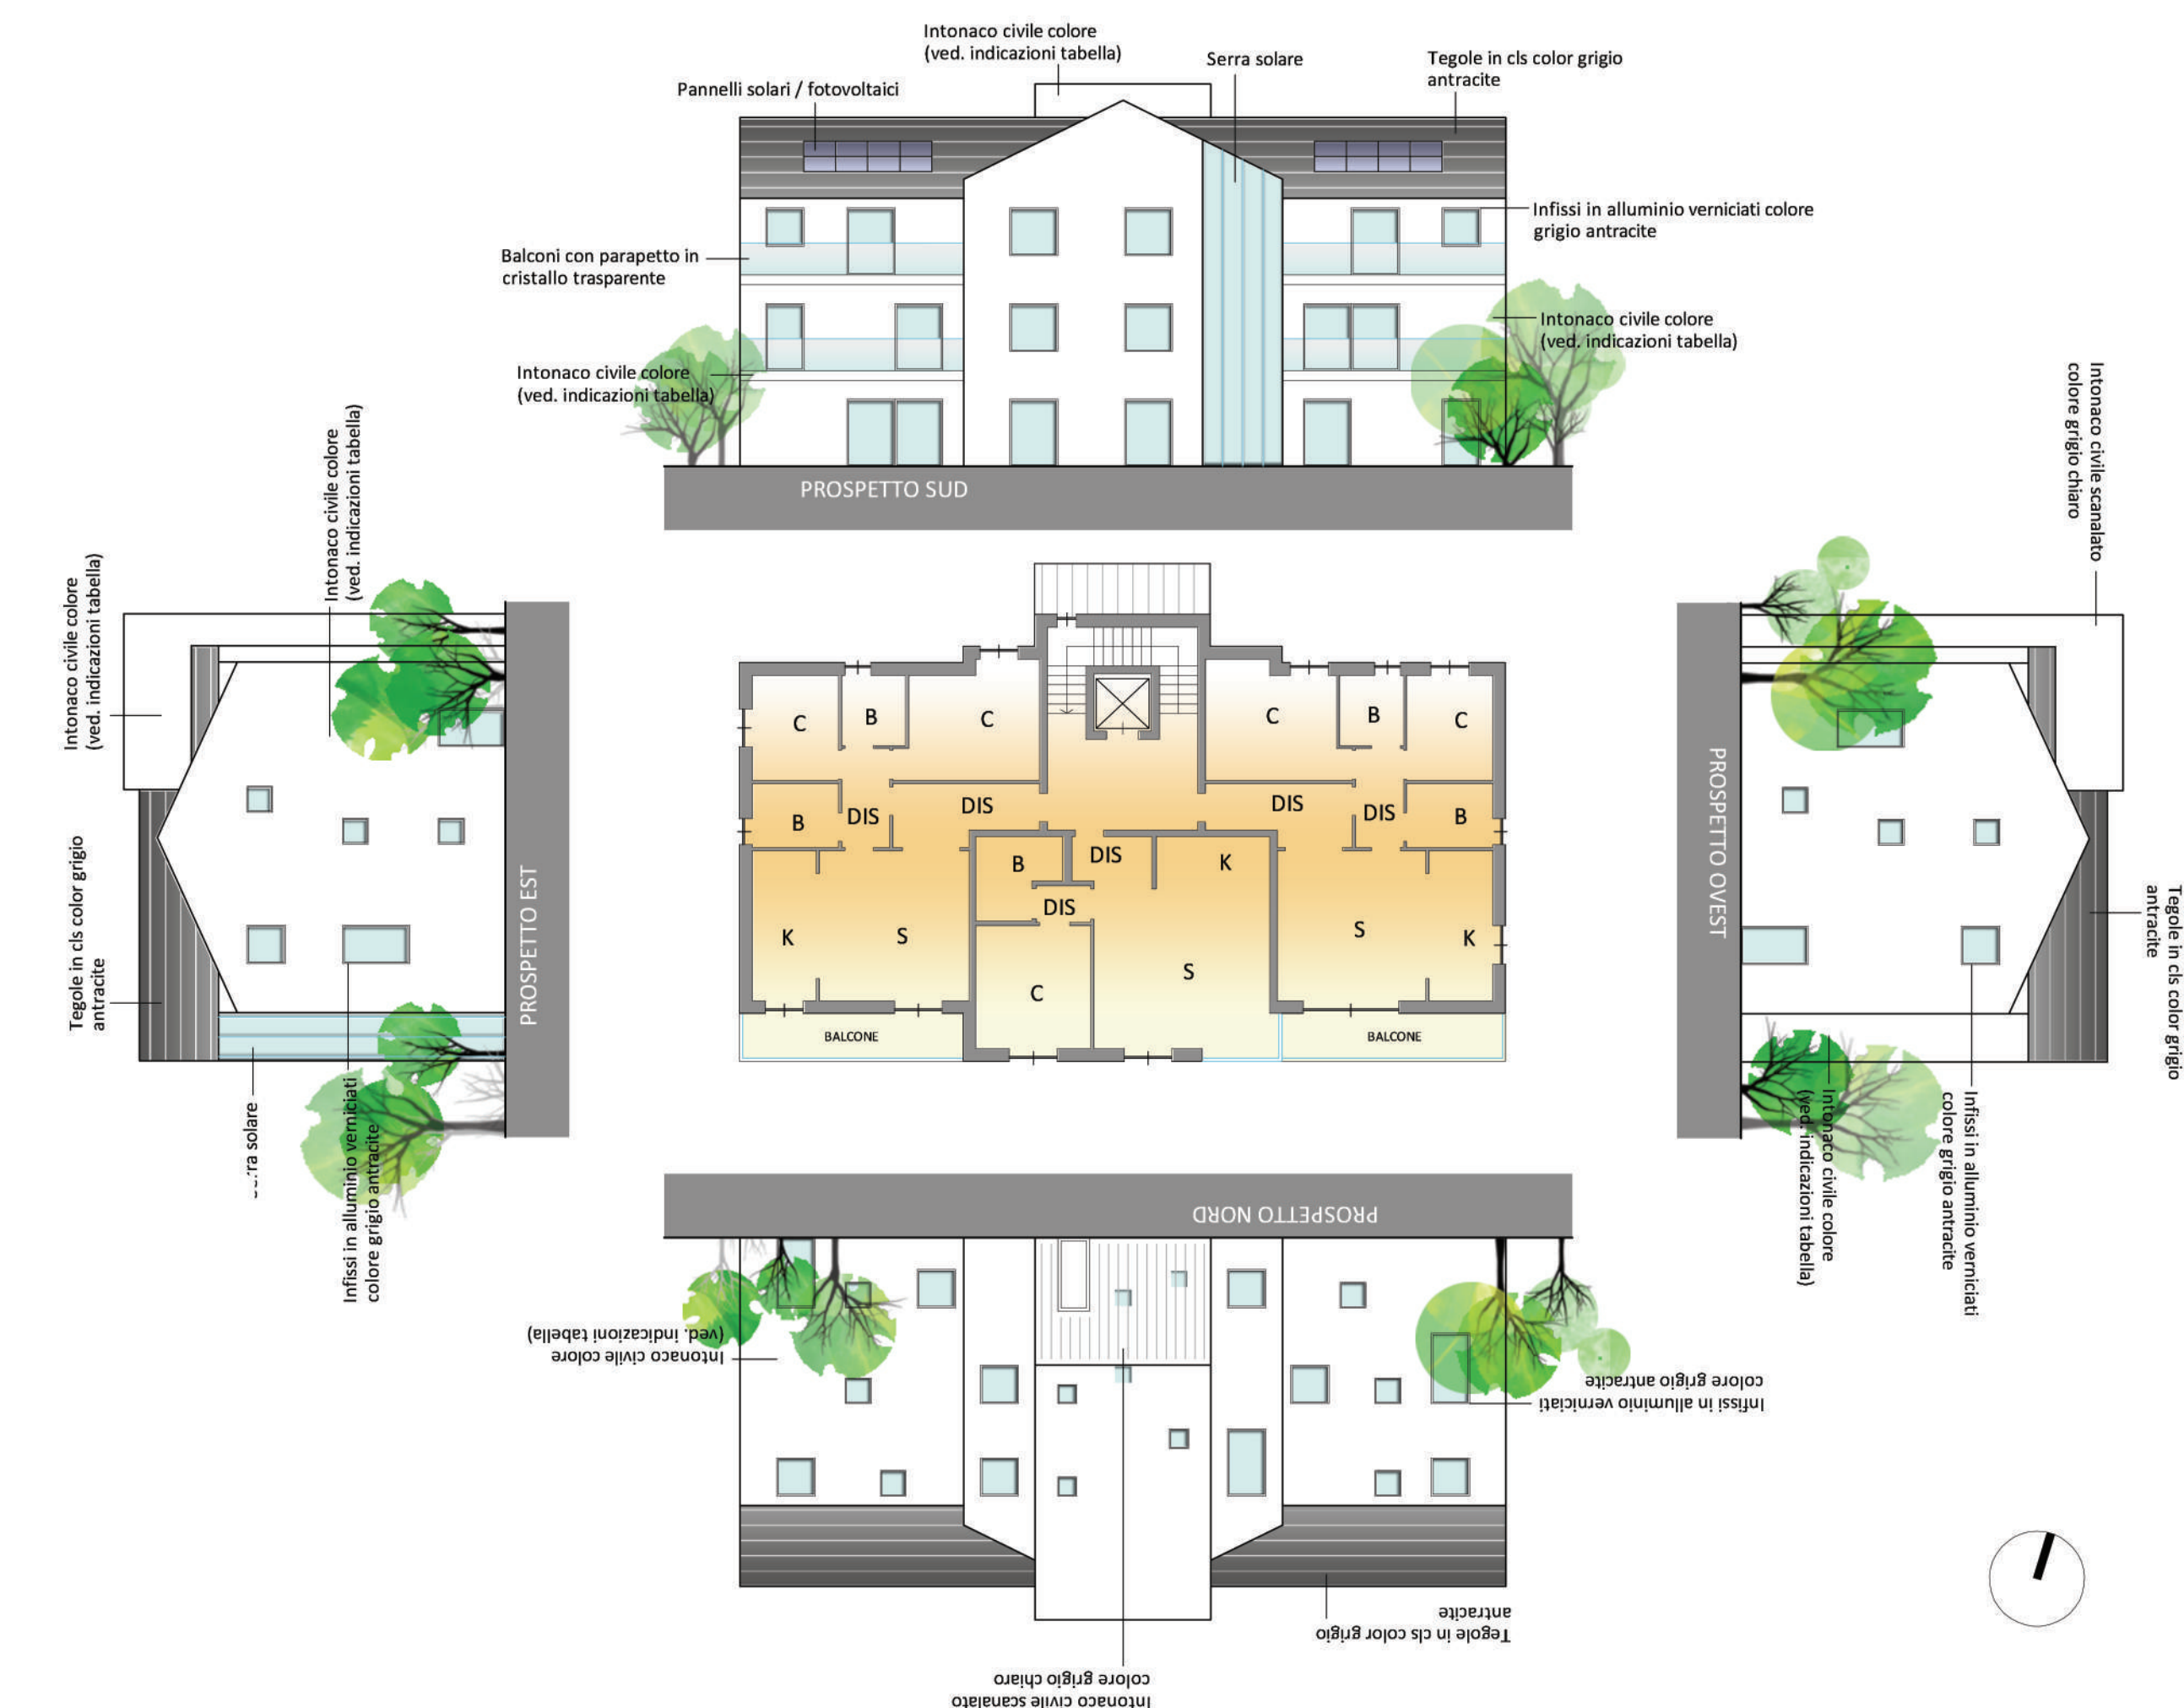 Intonaco civile colore
(ved. indicazioni tabella)
Serra solare
Tegole in cls color grigio
antracite
Pannelli solari / fotovoltaici
Infissi in alluminio verniciati colore
grigio antracite
Balconi con parapetto in
cristallo trasparente
Intonaco civile colore
(ved. indicazioni tabella)
Intonaco civile colore
(ved. indicazioni tabella)
PROSPETTO SUD
Intonaco civile colore
(ved. indicazioni tabella)
Intonaco civile colore
(ved. indicazioni tabella)
Tegole in cls color grigio
antracite
PROSPETTO EST
solare
Infissi in alluminio verniciati
colore grigio antracite
C
B
C
C
B
C
B
DIS
DIS
DIS
DIS
B
B
DIS
K
DIS
K
S
S
K
C
S
BALCONE
BALCONE
Intonaco civile scanalato
colore grigio chiaro
PROSPETTO OVEST
Tegole in cls color grigio
antracite
Intonaco civile colore
(ved. indicazioni tabella)
Infissi in alluminio verniciati
colore grigio antracite
PROSPETTO NORD
Intonaco civile colore
(ved. indicazioni tabella)
Infissi in alluminio verniciati
colore grigio antracite
Tegole in cls color grigio
antracite
Intonaco civile scanalato
colore grigio chiaro